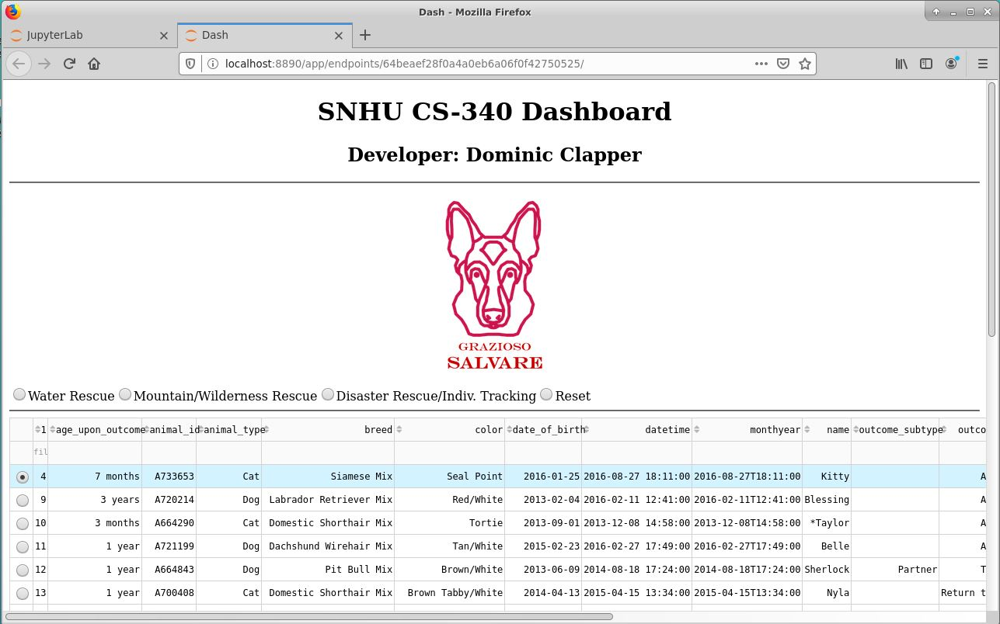 Dash - Mozilla Firefox
JupyterLab Dash
localhost:8890/app/endpoints/64beaef28f0a4a0eb6a06f0f42750525/
SNHU CS-340 Dashboard
Developer: Dominic Clapper
GRAZIOSO
SALVARE
Water Rescue Mountain/Wilderness Rescue Disaster Rescue/Indiv. Tracking Reset
1 age_upon_outcome animal_id animal_type breed color date_of_birth datetime monthyear name outcome_subtype outco
fil
4 7 months A733653 Cat Siamese Mix Seal Point 2016-01-25 2016-08-27 18:11:00 2016-08-27T18:11:00 Kitty A
9 3 years A720214 Dog Labrador Retriever Mix Red/White 2013-02-04 2016-02-11 12:41:00 2016-02-11T12:41:00 Blessing A
10 3 months A664290 Cat Domestic Shorthair Mix Tortie 2013-09-01 2013-12-08 14:58:00 2013-12-08T14:58:00 *Taylor A
11 1 year A721199 Dog Dachshund Wirehair Mix Tan/White 2015-02-23 2016-02-27 17:49:00 2016-02-27T17:49:00 Belle A
12 1 year A664843 Dog Pit Bull Mix Brown/White 2013-06-09 2014-08-18 17:24:00 2014-08-18T17:24:00 Sherlock Partner T
13 1 year A700408 Cat Domestic Shorthair Mix Brown Tabby/White 2014-04-13 2015-04-15 13:34:00 2015-04-15T13:34:00 Nyla Return t